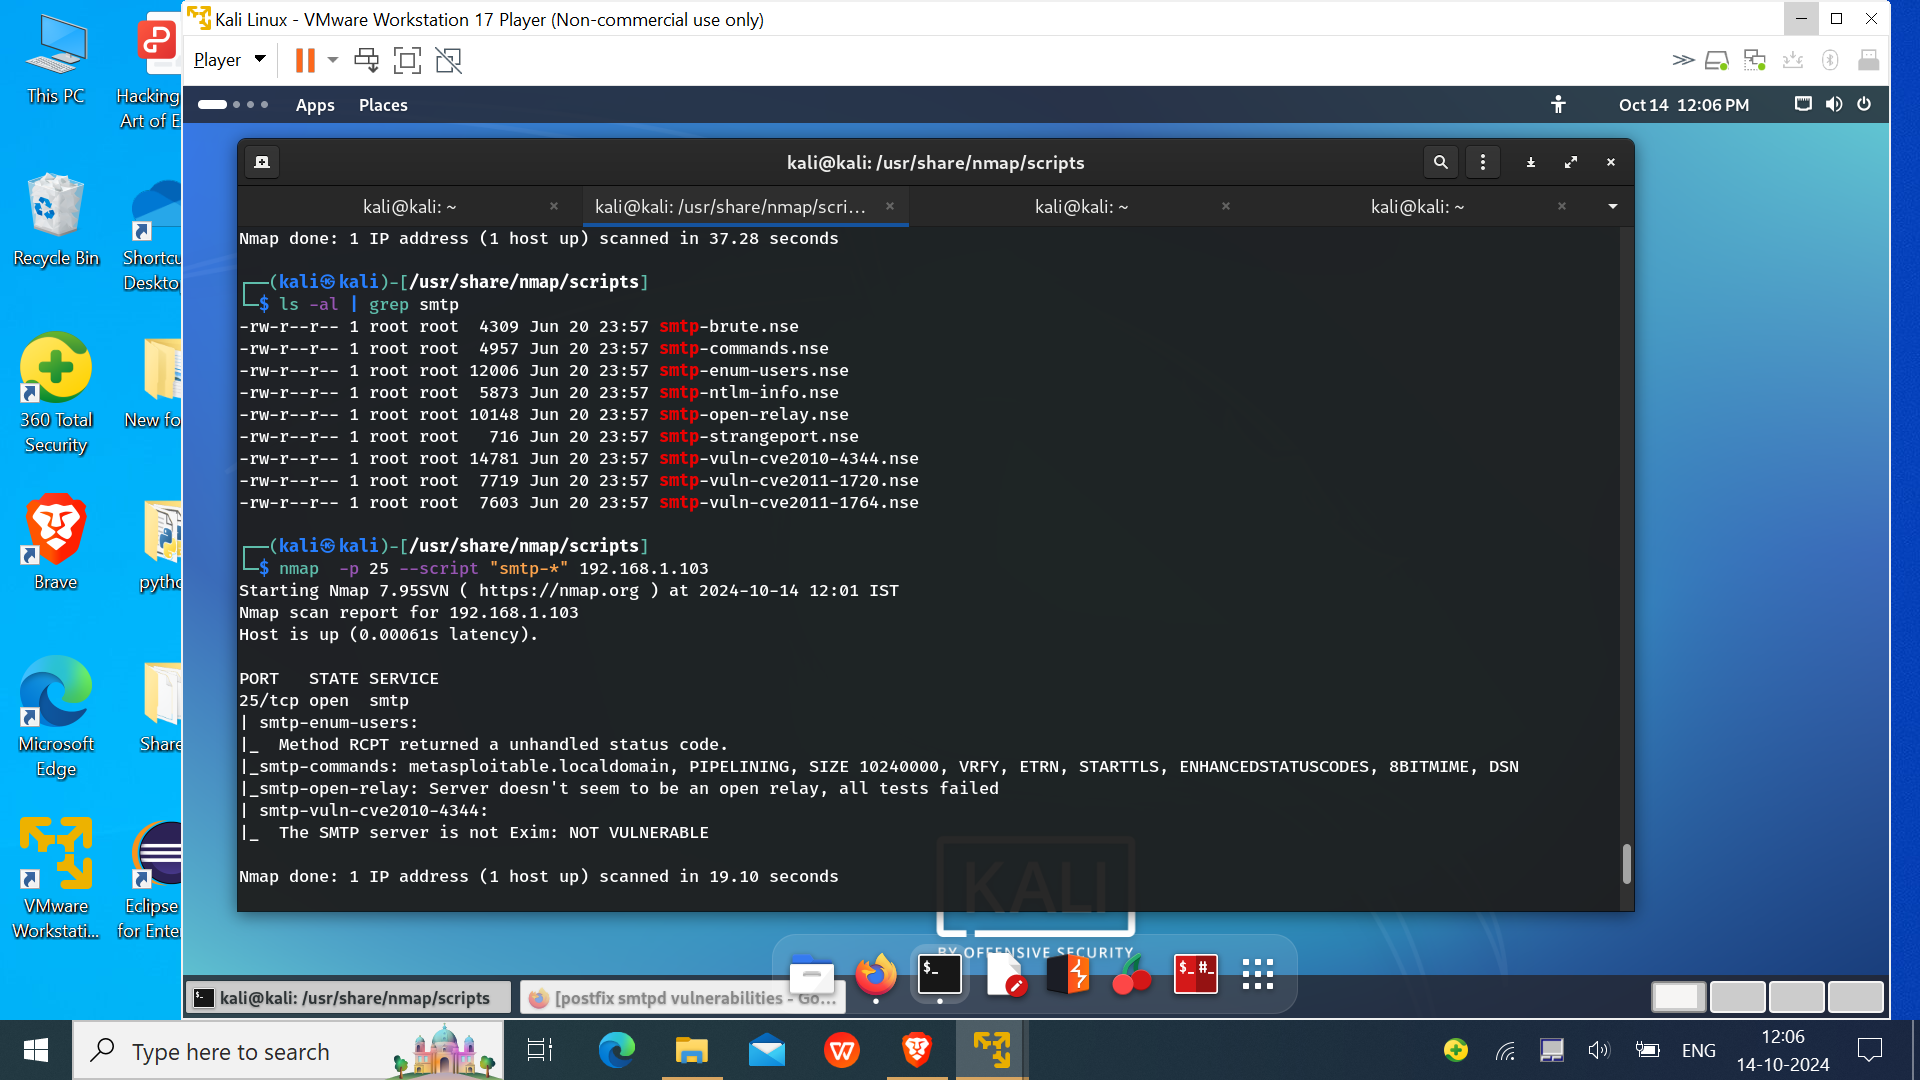 Kali Linux - VMware Workstation 17 Player (Non-commercial use only)
Player
Apps Places
Oct 14 12:06 PM
kali@kali: /usr/share/nmap/scripts
kali@kali: ~
kali@kali: /usr/share/nmap/scri...
kali@kali: ~
kali@kali: ~
Nmap done: 1 IP address (1 host up) scanned in 37.28 seconds
(kali㉿kali)-[/usr/share/nmap/scripts]
$ ls -al | grep smtp
-rw-r--r-- 1 root root  4309 Jun 20 23:57 smtp-brute.nse
-rw-r--r-- 1 root root  4957 Jun 20 23:57 smtp-commands.nse
-rw-r--r-- 1 root root 12006 Jun 20 23:57 smtp-enum-users.nse
-rw-r--r-- 1 root root  5873 Jun 20 23:57 smtp-ntlm-info.nse
-rw-r--r-- 1 root root 10148 Jun 20 23:57 smtp-open-relay.nse
-rw-r--r-- 1 root root   716 Jun 20 23:57 smtp-strangeport.nse
-rw-r--r-- 1 root root 14781 Jun 20 23:57 smtp-vuln-cve2010-4344.nse
-rw-r--r-- 1 root root  7719 Jun 20 23:57 smtp-vuln-cve2011-1720.nse
-rw-r--r-- 1 root root  7603 Jun 20 23:57 smtp-vuln-cve2011-1764.nse
(kali㉿kali)-[/usr/share/nmap/scripts]
$ nmap  -p 25 --script "smtp-*" 192.168.1.103
Starting Nmap 7.95SVN ( https://nmap.org ) at 2024-10-14 12:01 IST
Nmap scan report for 192.168.1.103
Host is up (0.00061s latency).
PORT   STATE SERVICE
25/tcp open  smtp
| smtp-enum-users:
|_  Method RCPT returned a unhandled status code.
|_smtp-commands: metasploitable.localdomain, PIPELINING, SIZE 10240000, VRFY, ETRN, STARTTLS, ENHANCEDSTATUSCODES, 8BITMIME, DSN
|_smtp-open-relay: Server doesn't seem to be an open relay, all tests failed
| smtp-vuln-cve2010-4344:
|_  The SMTP server is not Exim: NOT VULNERABLE
Nmap done: 1 IP address (1 host up) scanned in 19.10 seconds
KALI
BY OFFENSIVE SECURITY
kali@kali: /usr/share/nmap/scripts
[postfix smtpd vulnerabilities - Go...
This PC
Hacking
Art of E
Recycle Bin
Shortcu
Deskto
360 Total
Security
New fo
Brave
pytho
Microsoft
Edge
Share
VMware
Workstati...
Eclipse
for Ente
Type here to search
ENG
12:06
14-10-2024